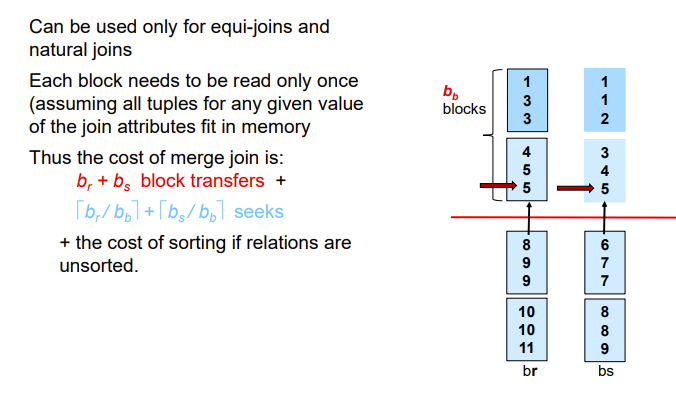 Can be used only for equi-joins and
natural joins
Each block needs to be read only once
(assuming all tuples for any given value
of the join attributes fit in memory
Thus the cost of merge join is:
b_r + b_s block transfers +
⌈b_r / b_b⌉ + ⌈b_s / b_b⌉ seeks
+ the cost of sorting if relations are
unsorted.
b_b
blocks
1
3
3
4
5
5
8
9
9
10
10
11
br
1
1
2
3
4
5
6
7
7
8
8
9
bs